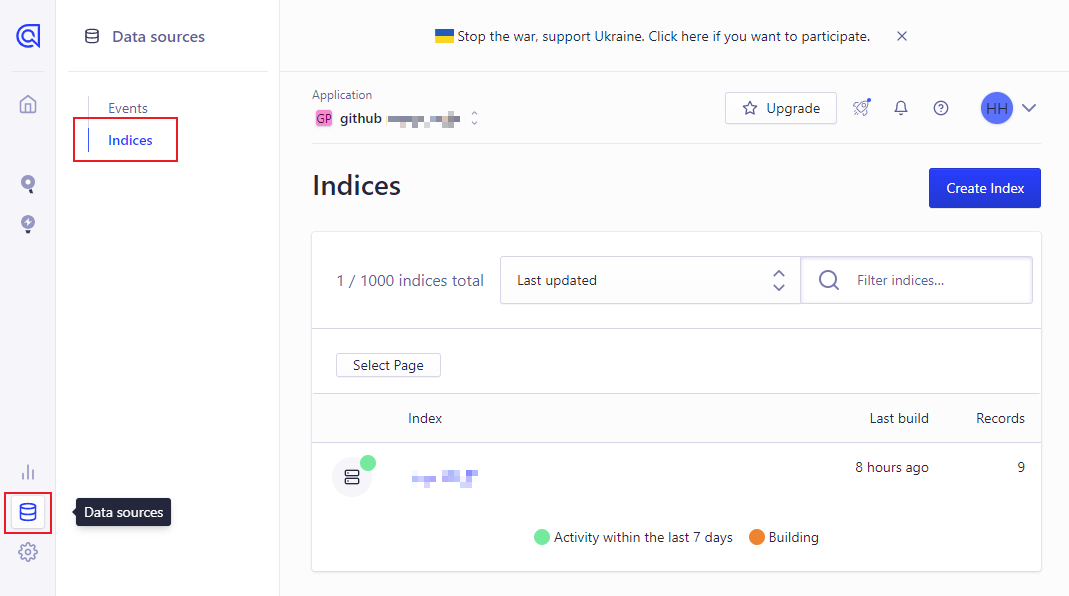 Data sources
Stop the war, support Ukraine. Click here if you want to participate.
Events
Indices
Application
GP github
Upgrade
HH
Indices
Create Index
1 / 1000 indices total
Last updated
Filter indices...
Select Page
Index
Last build
Records
8 hours ago
9
Data sources
Activity within the last 7 days
Building